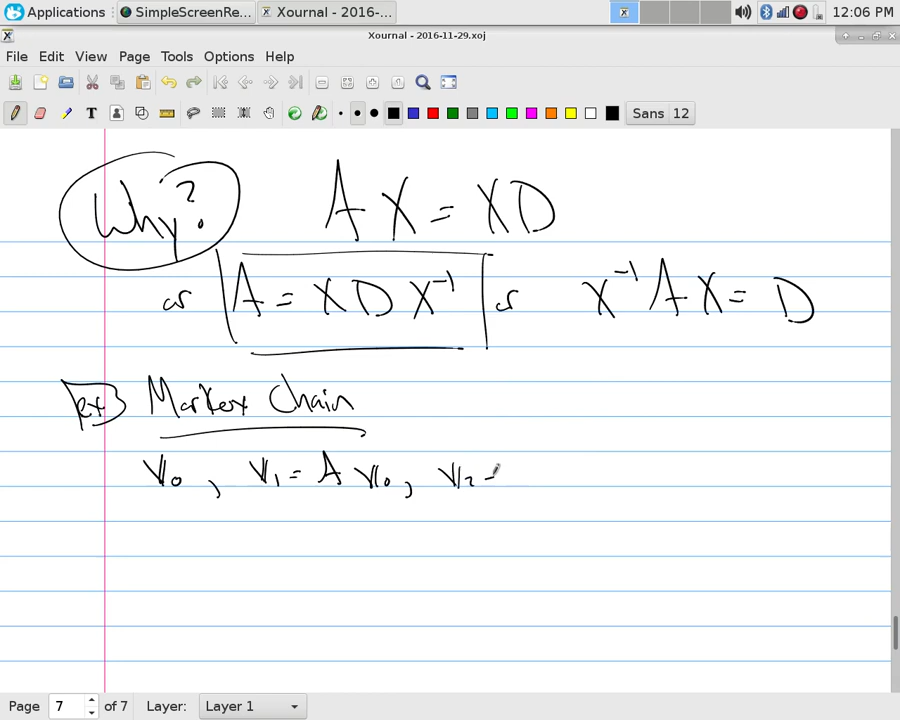 Applications SimpleScreenRe... Xournal - 2016-... 12:06 PM
Xournal - 2016-11-29.xoj
File Edit View Page Tools Options Help
Sans 12
Why? AX = XD
or A = XDX⁻¹ or X⁻¹AX = D
ex) Markov Chain
V₀, V₁ = A V₀, V₂ =
Page 7 of 7 Layer: Layer 1